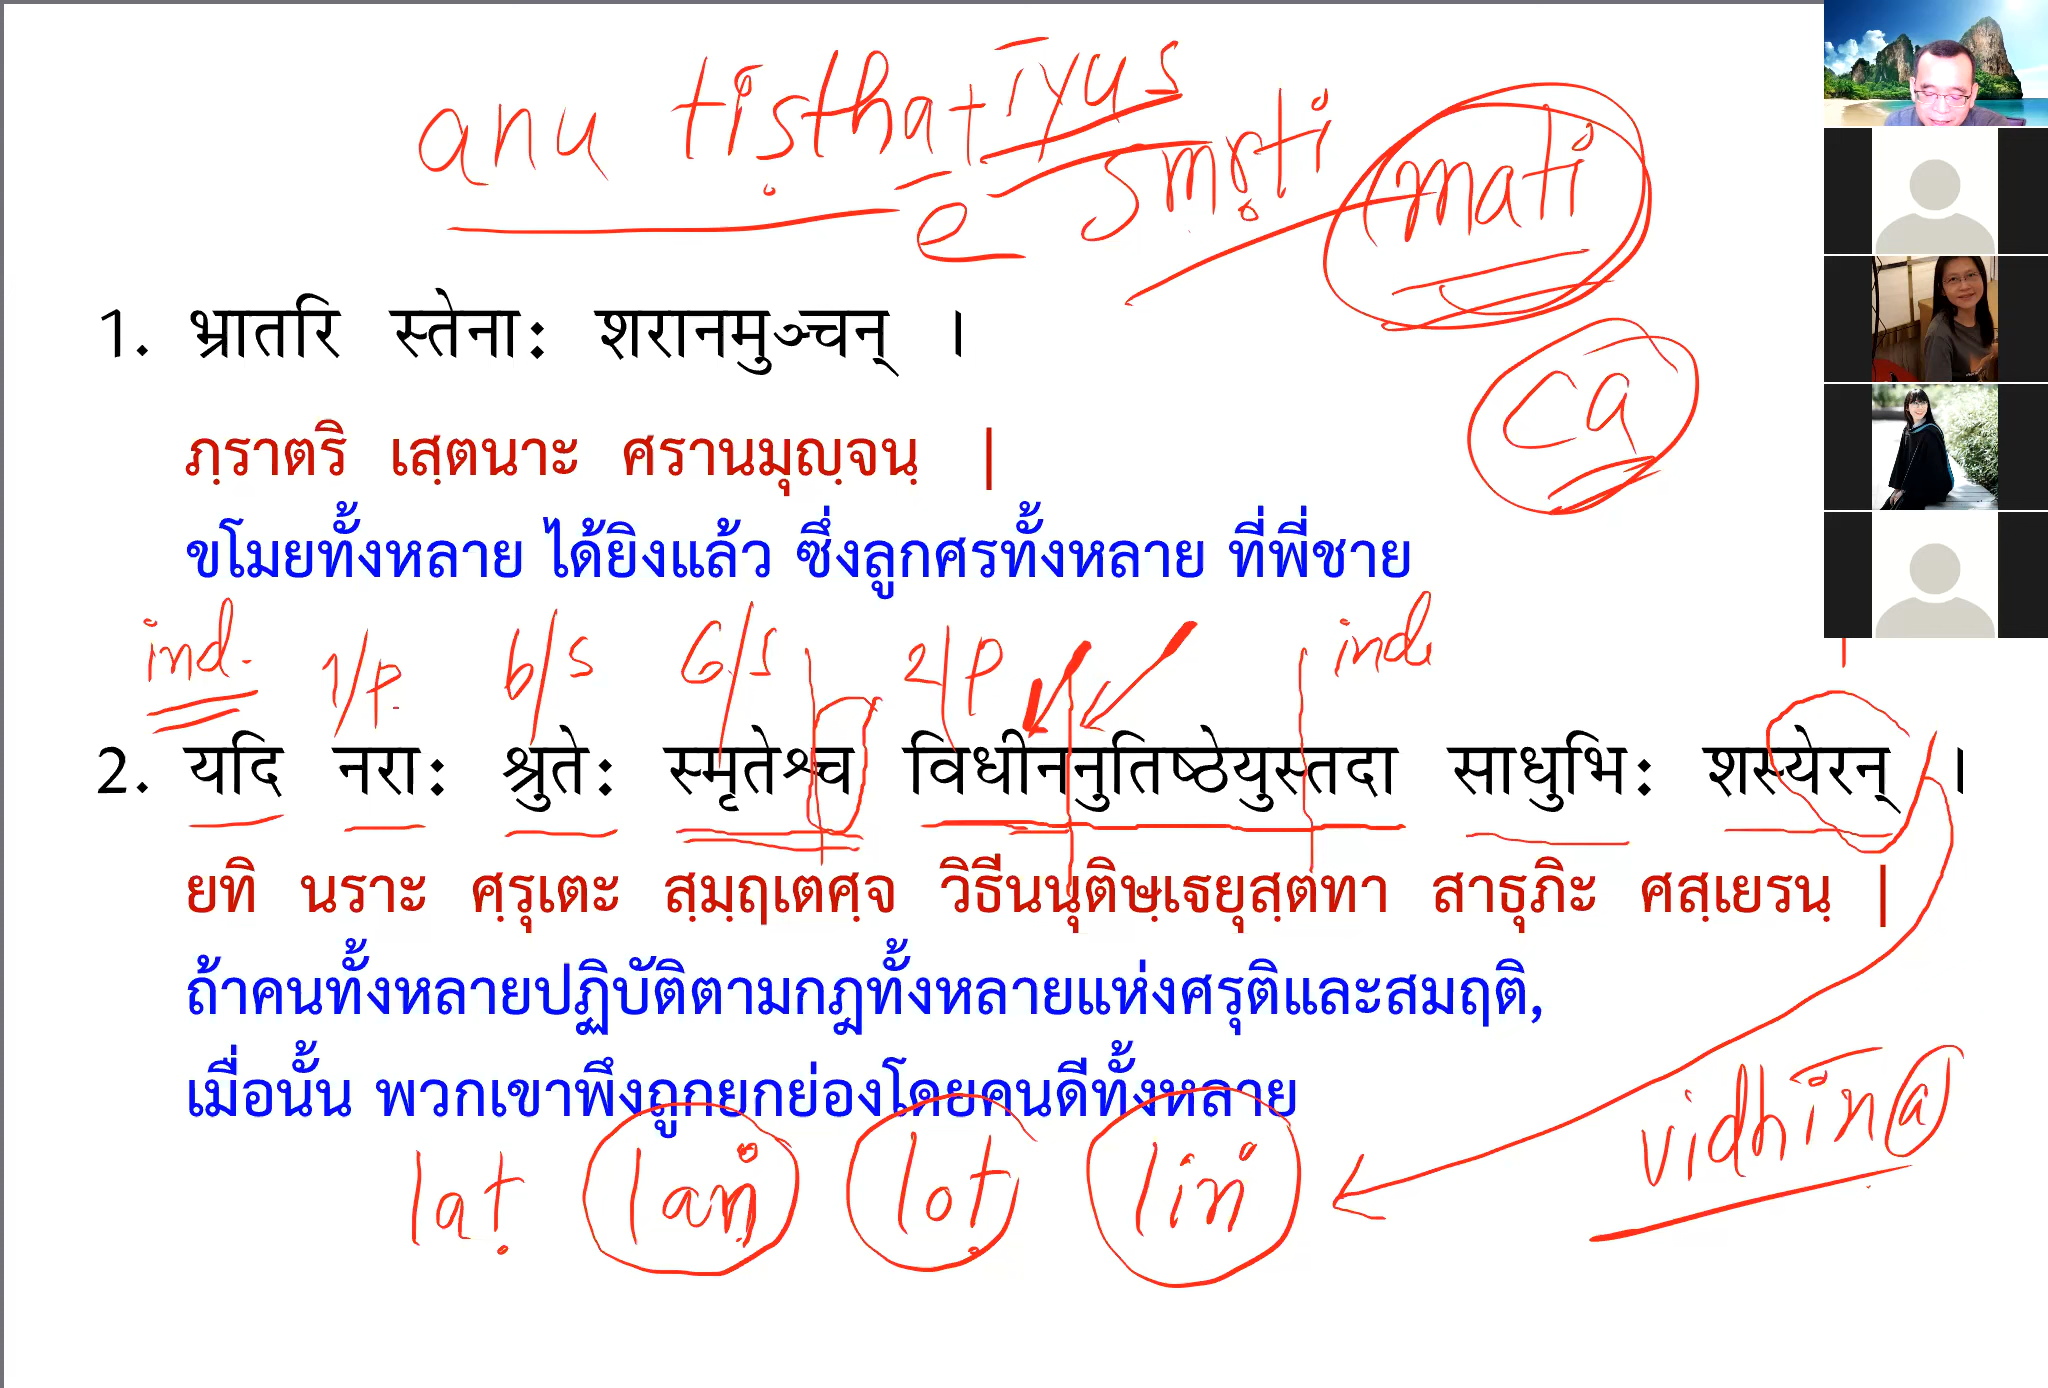 anu tiṣṭhat īyus
ē smṛti mati
1. भ्रातरि स्तेनाः शरानमुञ्चन् ।
ca
ภฺราตริ เสฺตนาะ ศรานมุญฺจนฺ |
ขโมยทั้งหลาย ได้ยิงแล้ว ซึ่งลูกศรทั้งหลาย ที่พี่ชาย
ind. 1/p. 6/s 6/s 2/p ind.
2. यदि नराः श्रुतेः स्मृतेश्च विधीननुतिष्ठेयुस्तदा साधुभिः शस्येरन् ।
ยทิ นราะ ศฺรุเตะ สฺมฺฤเตศฺจ วิธีนนุติษฺเฐยุสฺตทา สาธุภิะ ศสฺเยรนฺ |
ถ้าคนทั้งหลายปฏิบัติตามกฎทั้งหลายแห่งศรุติและสมฤติ,
เมื่อนั้น พวกเขาพึงถูกยกย่องโดยคนดีทั้งหลาย
vidhīn a
laṭ laṅ loṭ liṅ